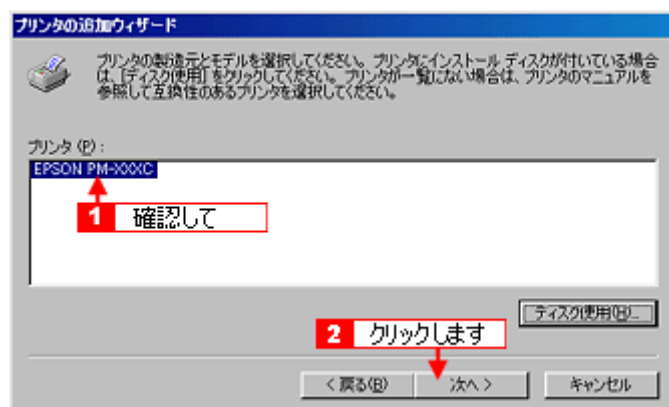 プリンタの追加ウィザード
プリンタの製造元とモデルを選択してください。プリンタにインストール ディスクが付いている場合
は、[ディスク使用] をクリックしてください。プリンタが一覧にない場合は、プリンタのマニュアルを
参照して互換性のあるプリンタを選択してください。
プリンタ (P) :
EPSON PM-XXXC
1 確認して
ディスク使用(H)...
2 クリックします
< 戻る(B) 次へ > キャンセル